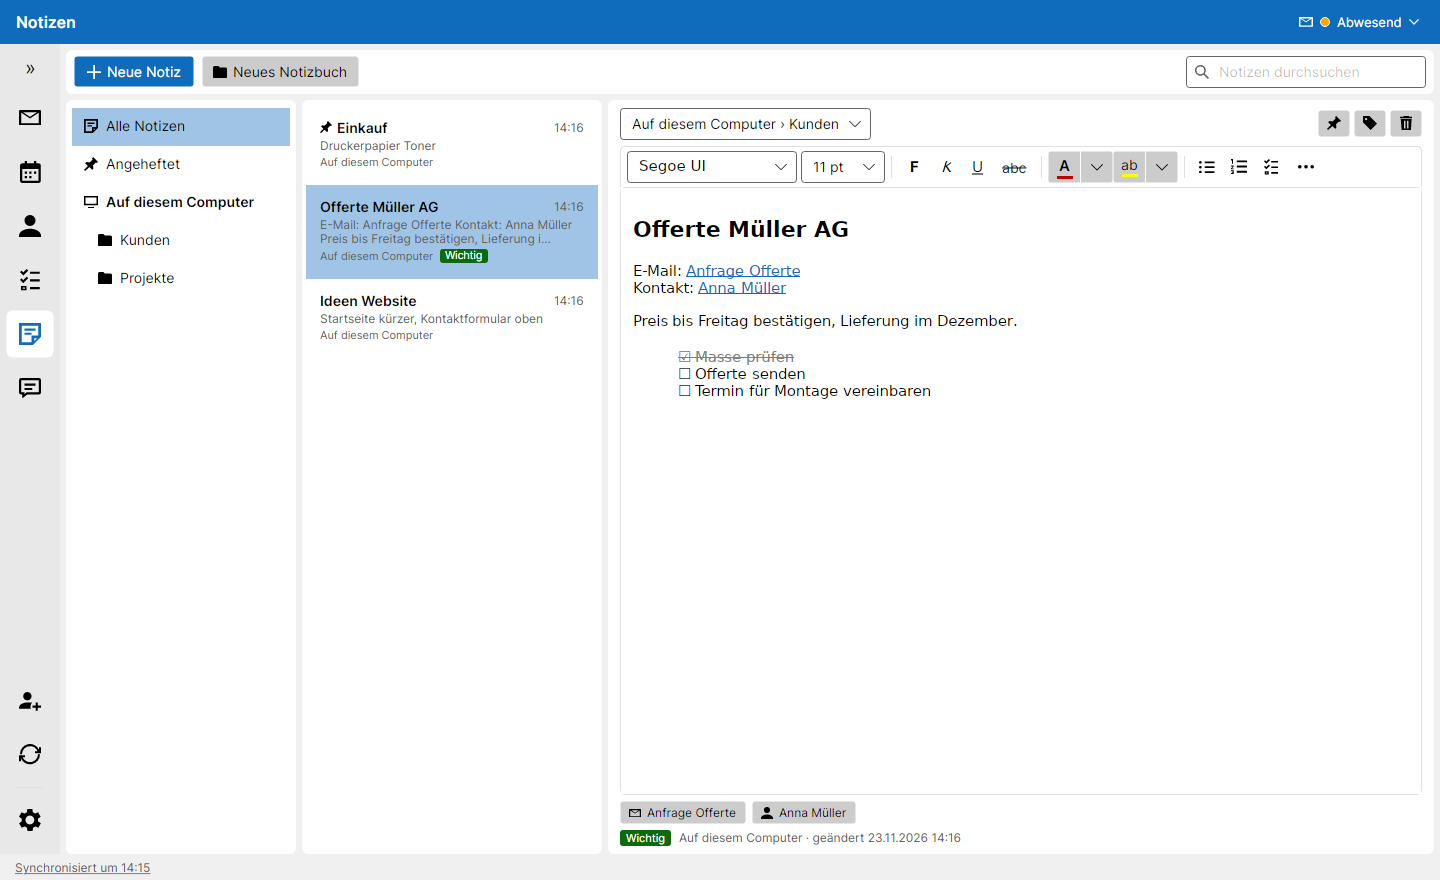 Notizen
Abwesend
»
Neue Notiz
Neues Notizbuch
Notizen durchsuchen
Alle Notizen
Angeheftet
Auf diesem Computer
Kunden
Projekte
Einkauf 14:16
Druckerpapier Toner
Auf diesem Computer
Offerte Müller AG 14:16
E-Mail: Anfrage Offerte Kontakt: Anna Müller
Preis bis Freitag bestätigen, Lieferung i...
Auf diesem Computer Wichtig
Ideen Website 14:16
Startseite kürzer, Kontaktformular oben
Auf diesem Computer
Auf diesem Computer › Kunden
Segoe UI 11 pt F K U abc A ab
Offerte Müller AG
E-Mail: Anfrage Offerte
Kontakt: Anna Müller
Preis bis Freitag bestätigen, Lieferung im Dezember.
☑ Masse prüfen
☐ Offerte senden
☐ Termin für Montage vereinbaren
Anfrage Offerte Anna Müller
Wichtig Auf diesem Computer · geändert 23.11.2026 14:16
Synchronisiert um 14:15